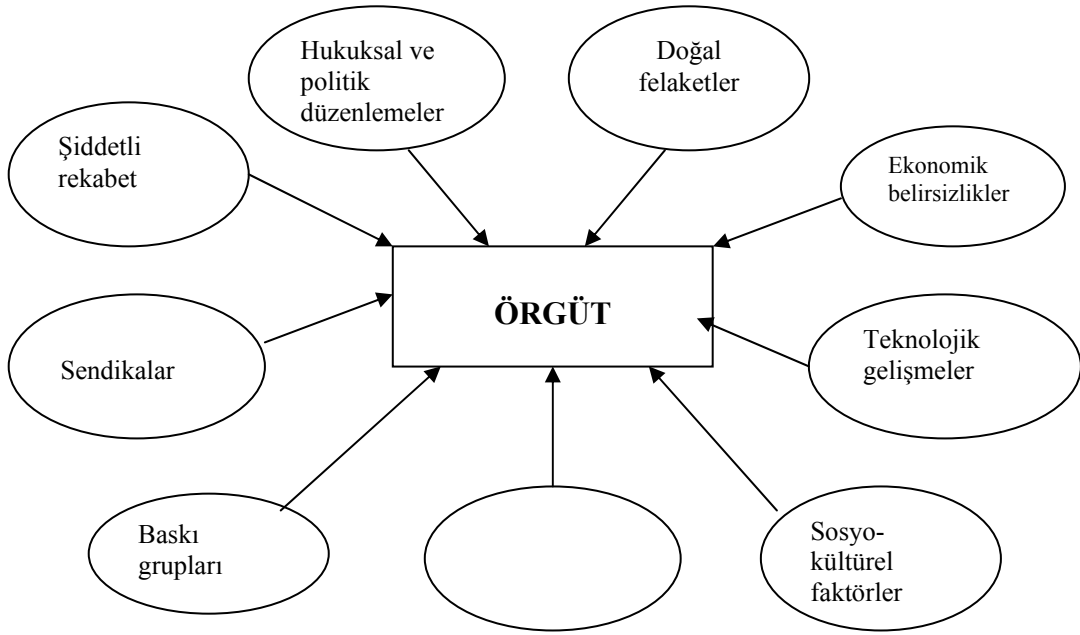 Hukuksal ve
politik
düzenlemeler
Doğal
felaketler
Şiddetli
rekabet
Ekonomik
belirsizlikler
ÖRGÜT
Sendikalar
Teknolojik
gelişmeler
Baskı
grupları
Sosyo-
kültürel
faktörler